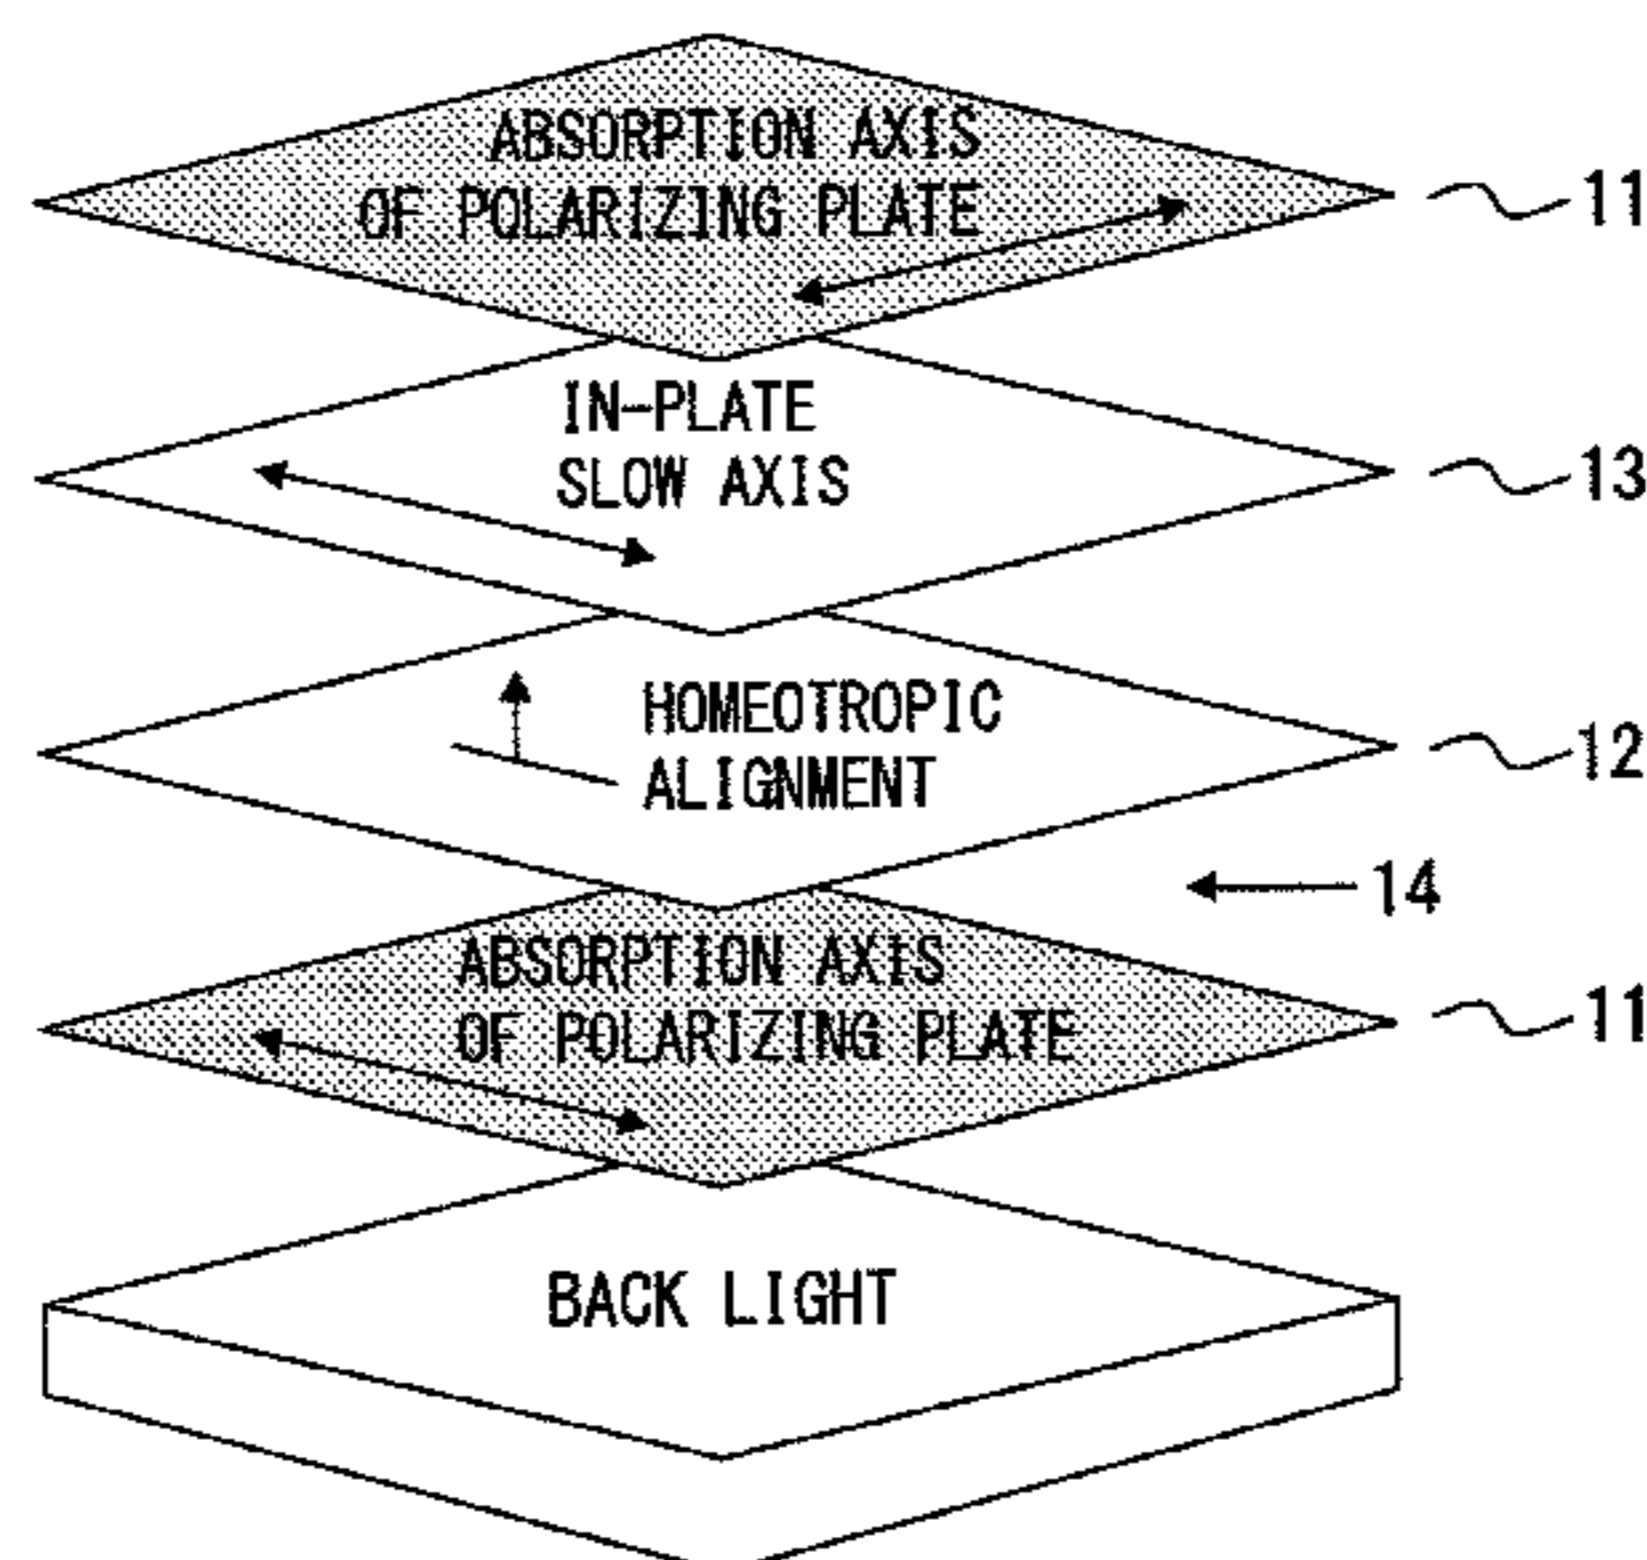 ABSORPTION AXIS
OF POLARIZING PLATE
11
IN-PLATE
SLOW AXIS
13
HOMEOTROPIC
ALIGNMENT
12
14
ABSORPTION AXIS
OF POLARIZING PLATE
11
BACK LIGHT